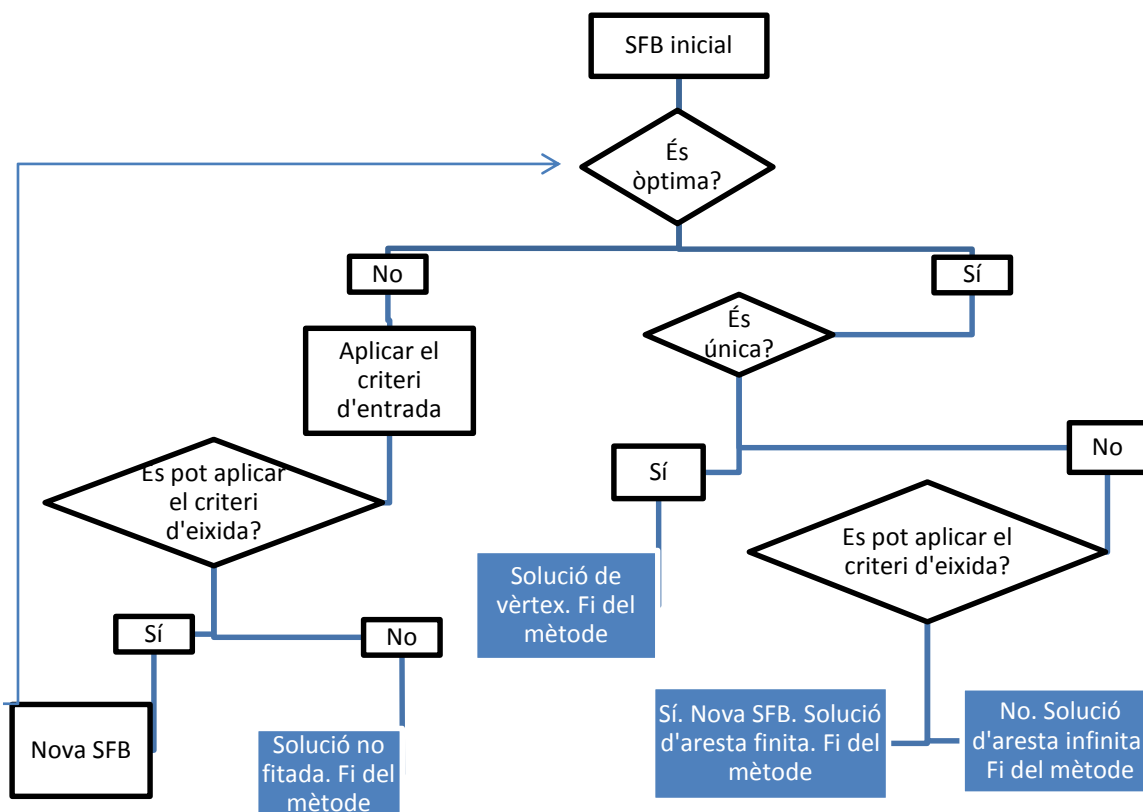 SFB inicial
És
òptima?
No
Sí
És
única?
Aplicar el
criteri
d'entrada
Sí
No
Es pot aplicar
el criteri
d'eixida?
Es pot aplicar el
criteri d'eixida?
Solució de
vèrtex. Fi del
mètode
Sí
No
Nova SFB
Solució no
fitada. Fi del
mètode
Sí. Nova SFB. Solució
d'aresta finita. Fi del
mètode
No. Solució
d'aresta infinita
Fi del mètode